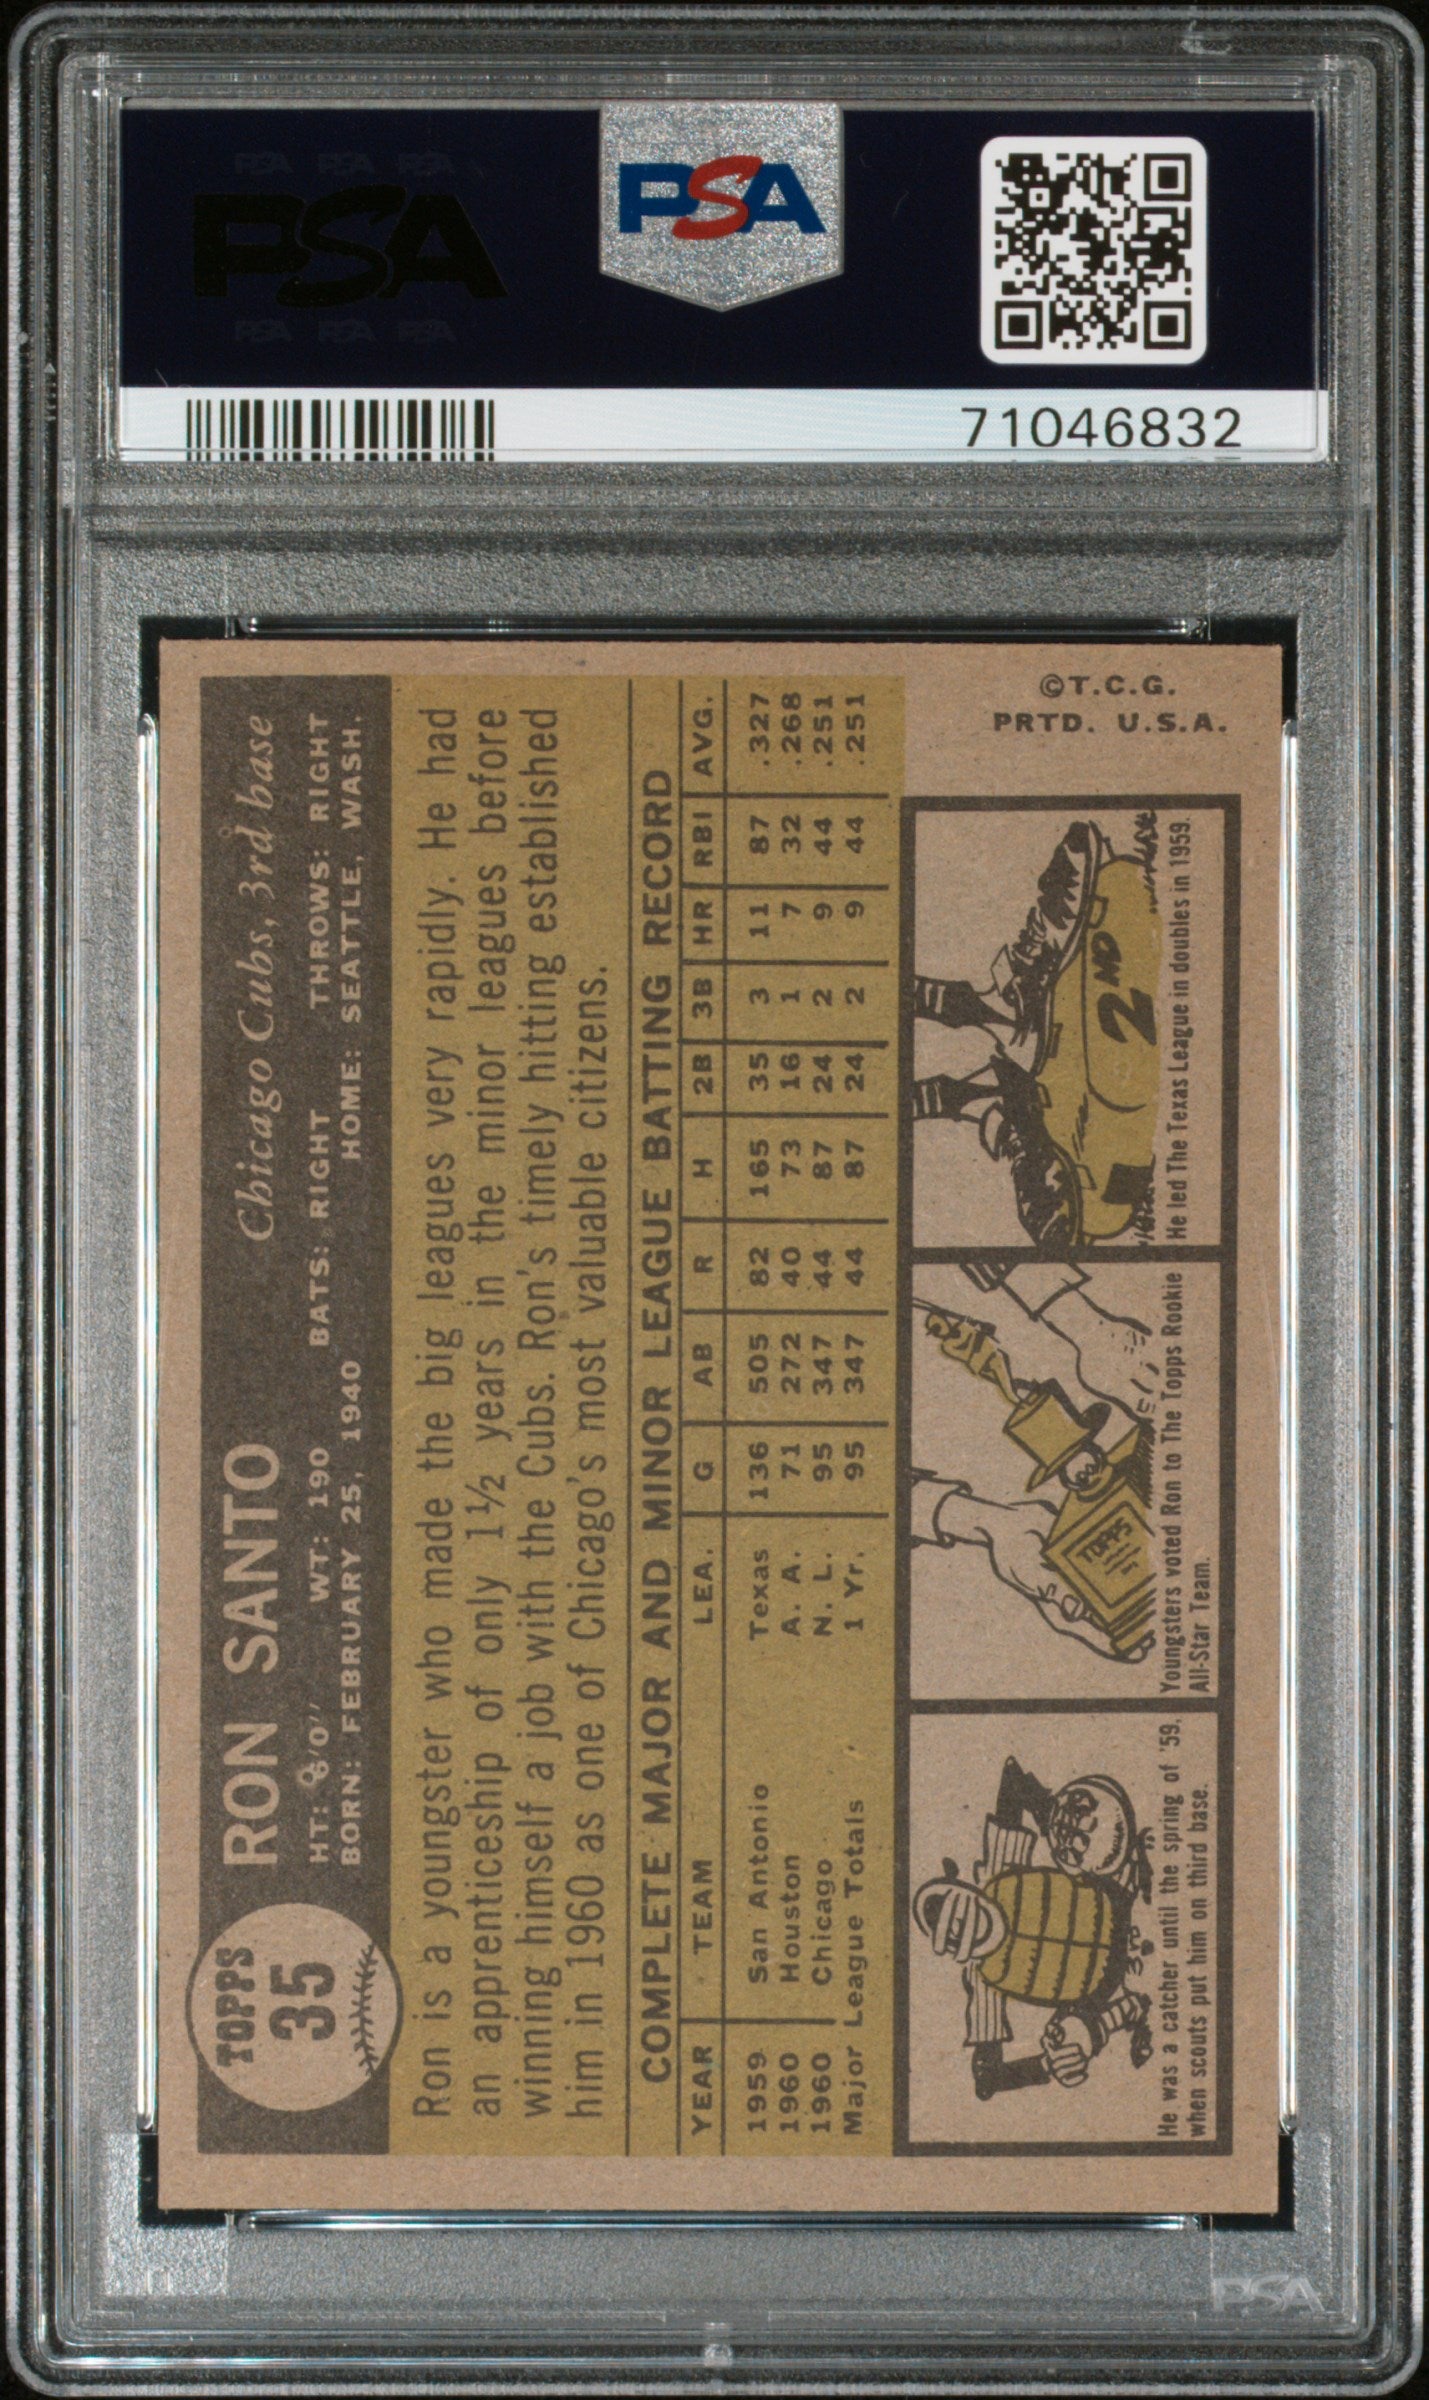 PSA PSA PSA
PSA
PSA PSA PSA
PSA
71046832
TOPPS
35
RON SANTO Chicago Cubs, 3rd base
HT: 6'0" WT: 190 BATS: RIGHT THROWS: RIGHT
BORN: FEBRUARY 25, 1940 HOME: SEATTLE, WASH.
Ron is a youngster who made the big leagues very rapidly. He had
an apprenticeship of only 1½ years in the minor leagues before
winning himself a job with the Cubs. Ron's timely hitting established
him in 1960 as one of Chicago's most valuable citizens.
COMPLETE MAJOR AND MINOR LEAGUE BATTING RECORD
YEAR TEAM LEA. G AB R H 2B 3B HR RBI AVG.
1959 San Antonio Texas 136 505 82 165 35 3 11 87 .327
1960 Houston A. A. 71 272 40 73 16 1 7 32 .268
1960 Chicago N. L. 95 347 44 87 24 2 9 44 .251
Major League Totals 1 Yr. 95 347 44 87 24 2 9 44 .251
3RD
He was a catcher until the spring of '59,
when scouts put him on third base.
TOPPS
Youngsters voted Ron to The Topps Rookie
All-Star Team.
2ND
He led The Texas League in doubles in 1959.
©T.C.G.
PRTD. U.S.A.
PSA